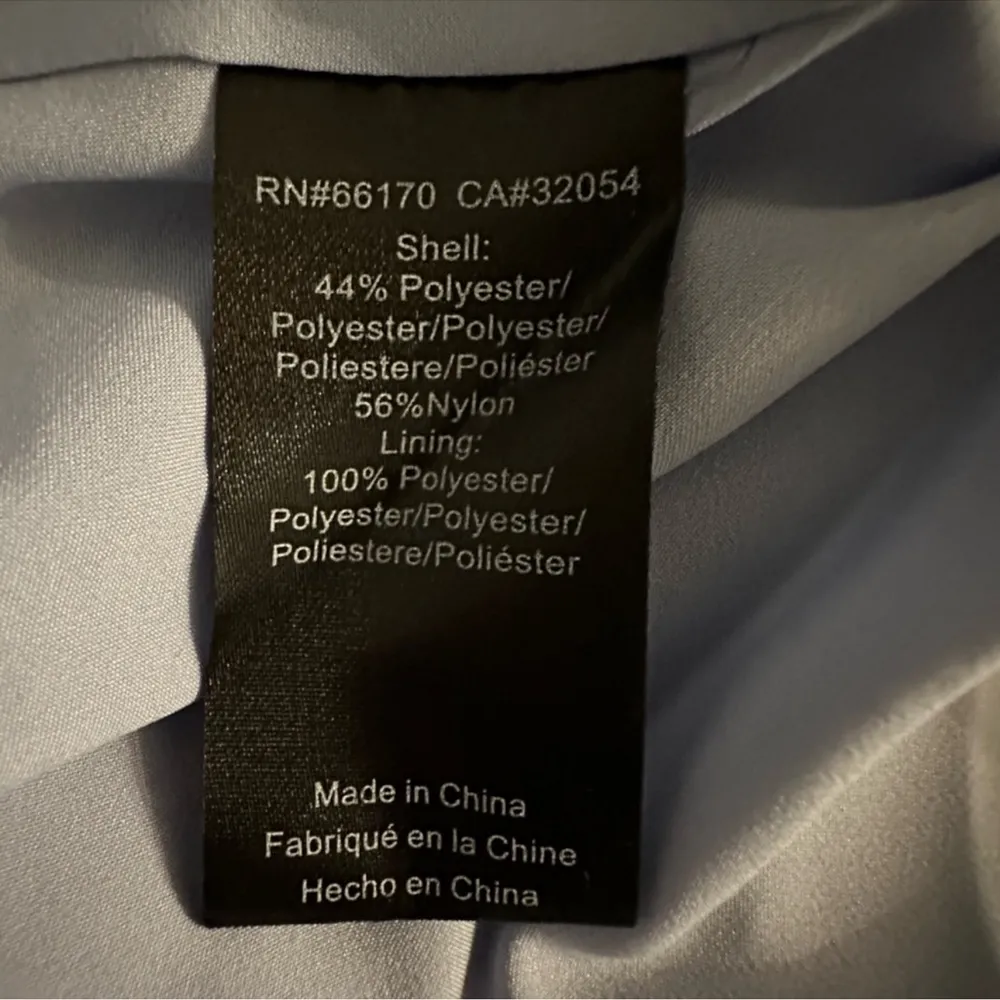 RN#66170 CA#32054
Shell:
44% Polyester/
Polyester/Polyester/
Poliestere/Poliéster
56%Nylon
Lining:
100% Polyester/
Polyester/Polyester/
Poliestere/Poliéster
Made in China
Fabriqué en la Chine
Hecho en China